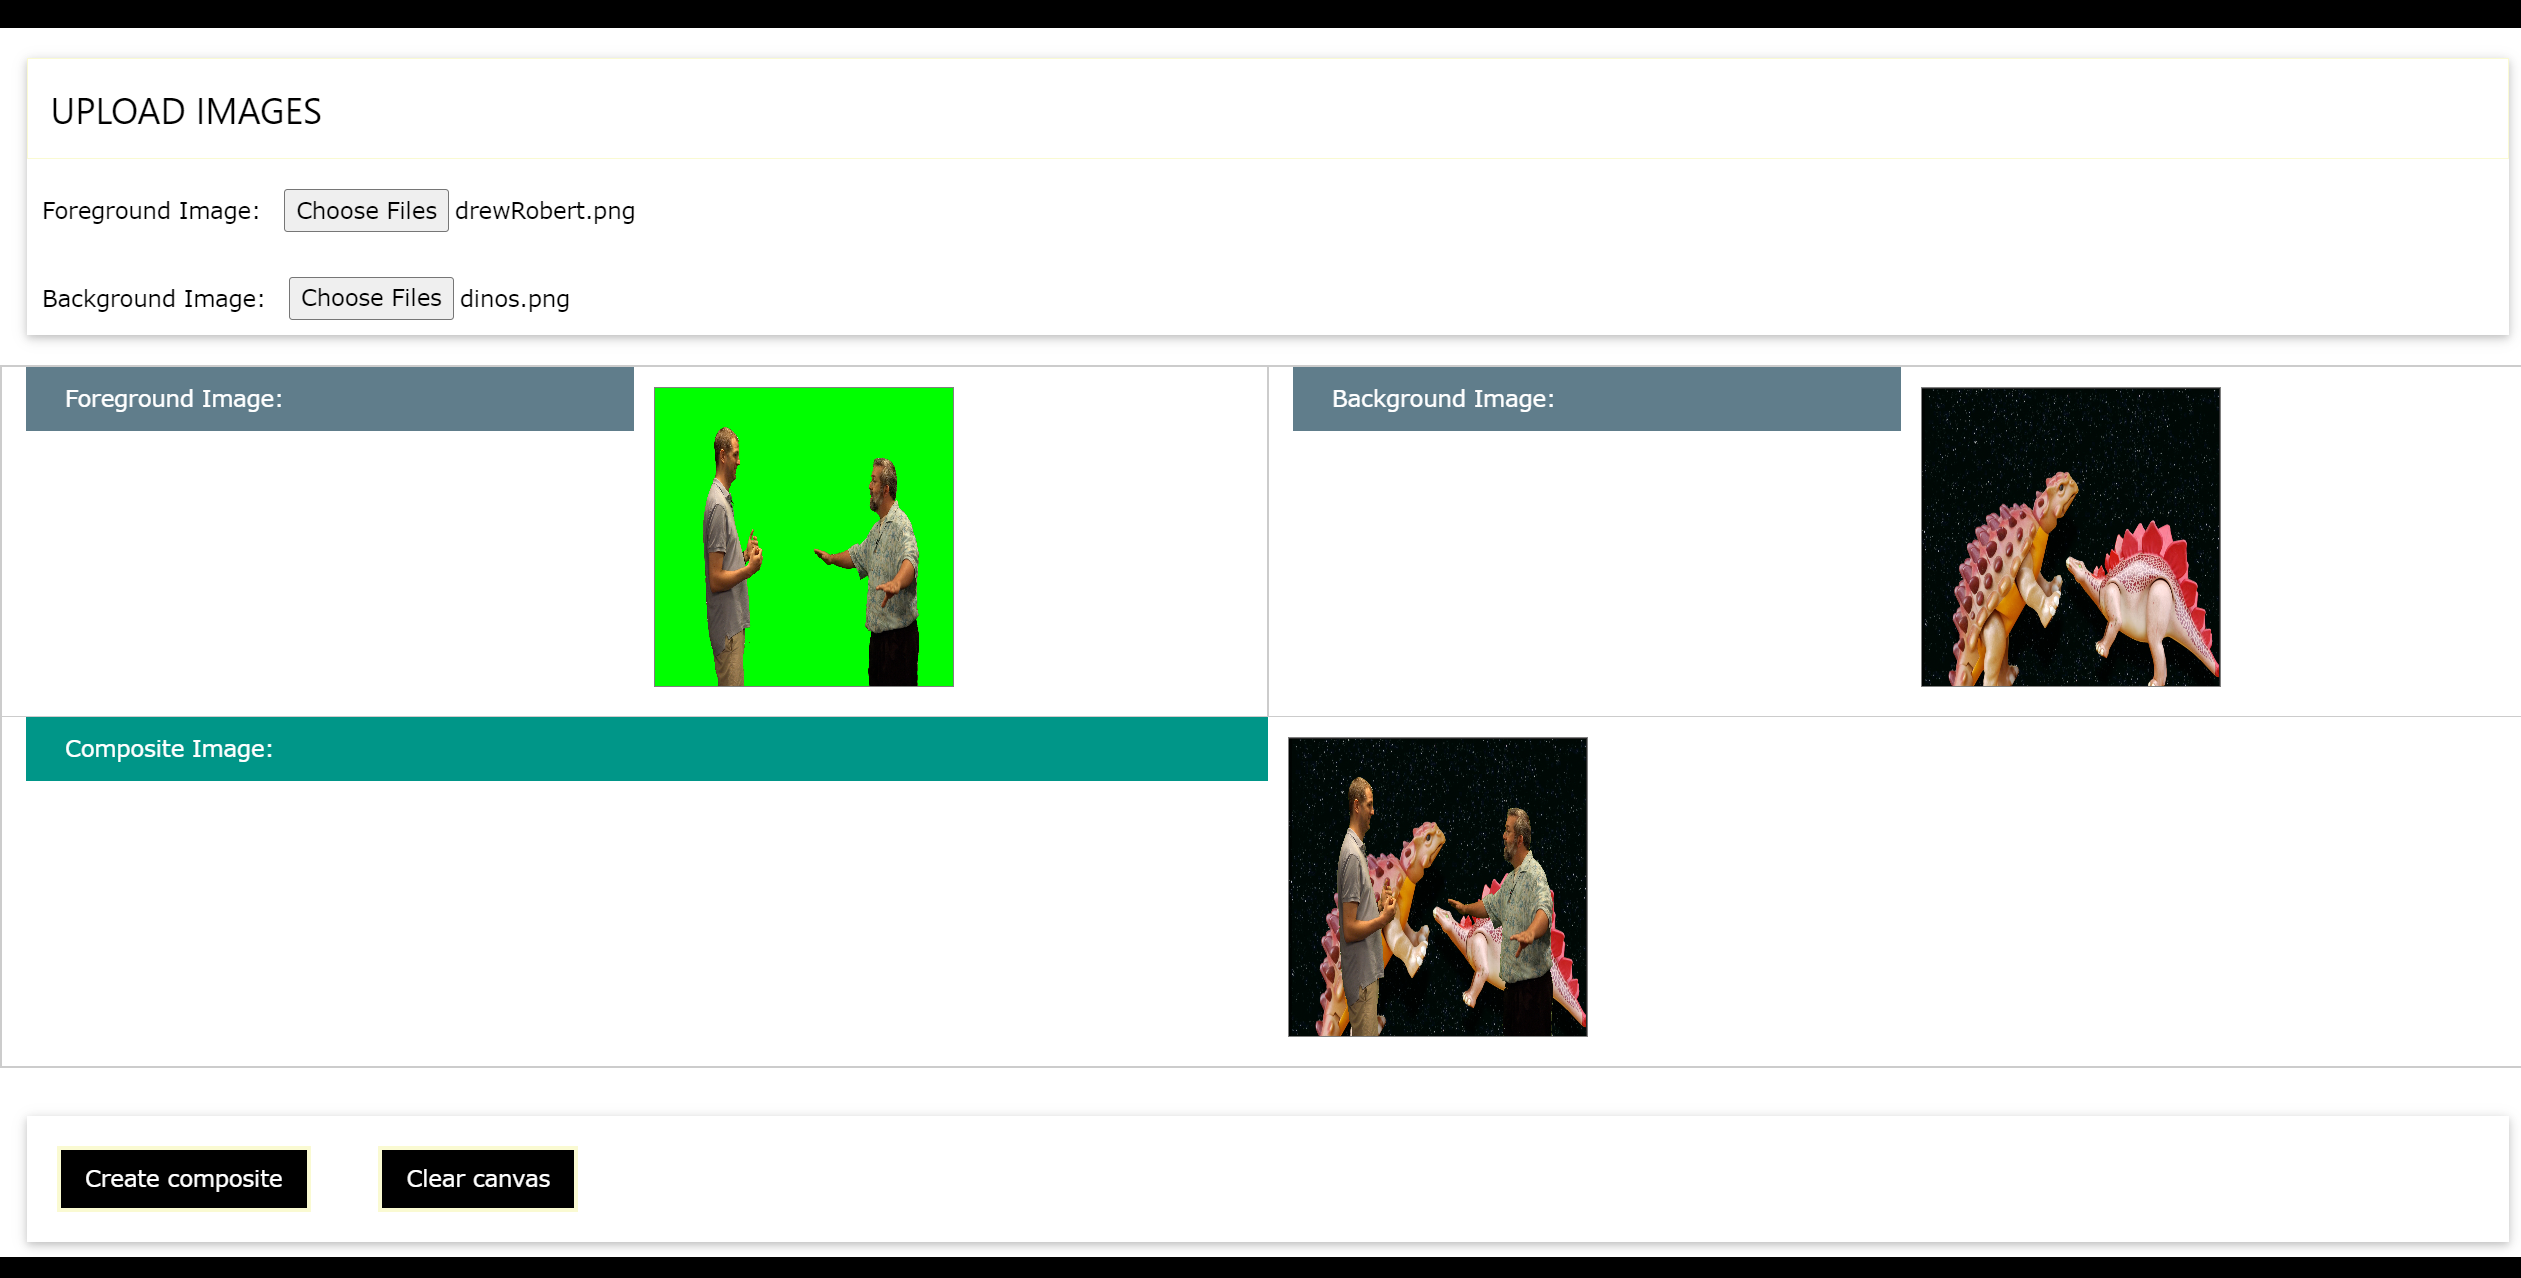 UPLOAD IMAGES
Foreground Image: Choose Files drewRobert.png
Background Image: Choose Files dinos.png
Foreground Image:
Background Image:
Composite Image:
Create composite
Clear canvas